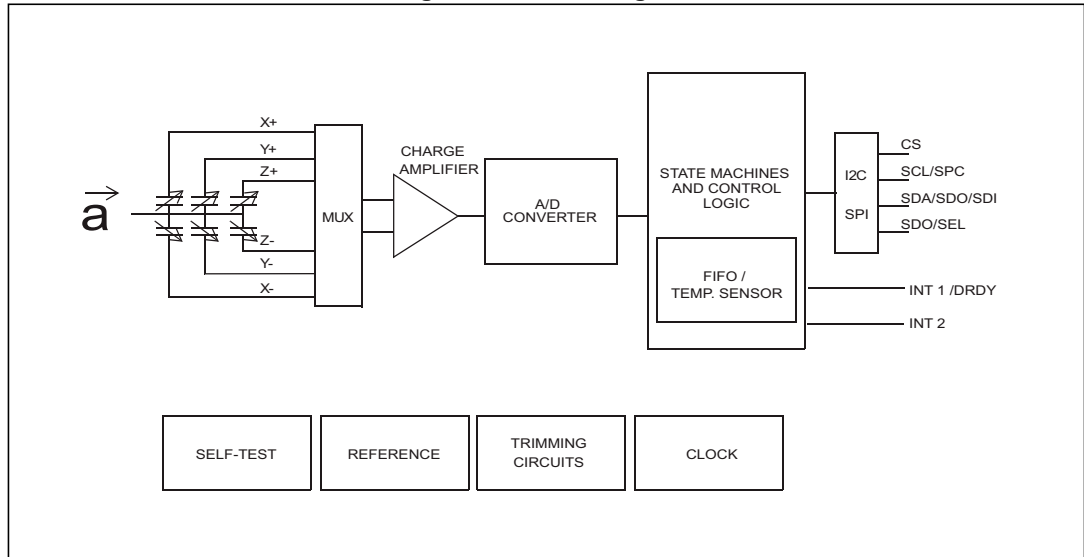 X+
Y+
Z+
a
Z-
Y-
X-
MUX
CHARGE
AMPLIFIER
A/D
CONVERTER
STATE MACHINES
AND CONTROL
LOGIC
FIFO /
TEMP. SENSOR
I2C
SPI
CS
SCL/SPC
SDA/SDO/SDI
SDO/SEL
INT 1 /DRDY
INT 2
SELF-TEST
REFERENCE
TRIMMING
CIRCUITS
CLOCK